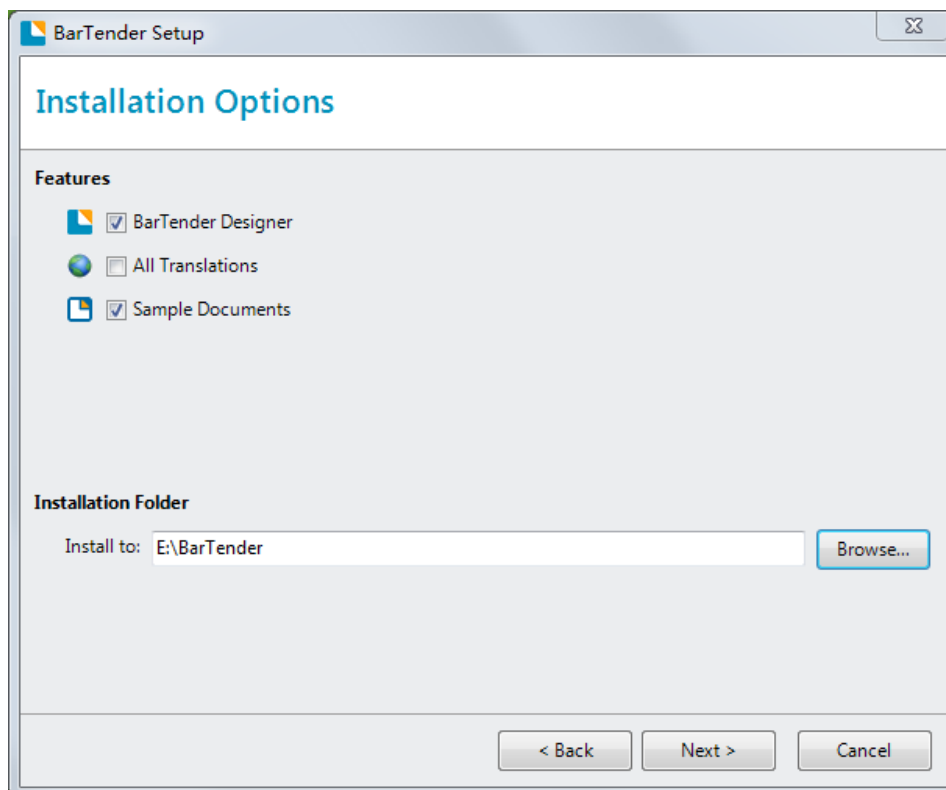 BarTender Setup
Installation Options
Features
BarTender Designer
All Translations
Sample Documents
Installation Folder
Install to: E:\BarTender Browse...
< Back Next > Cancel